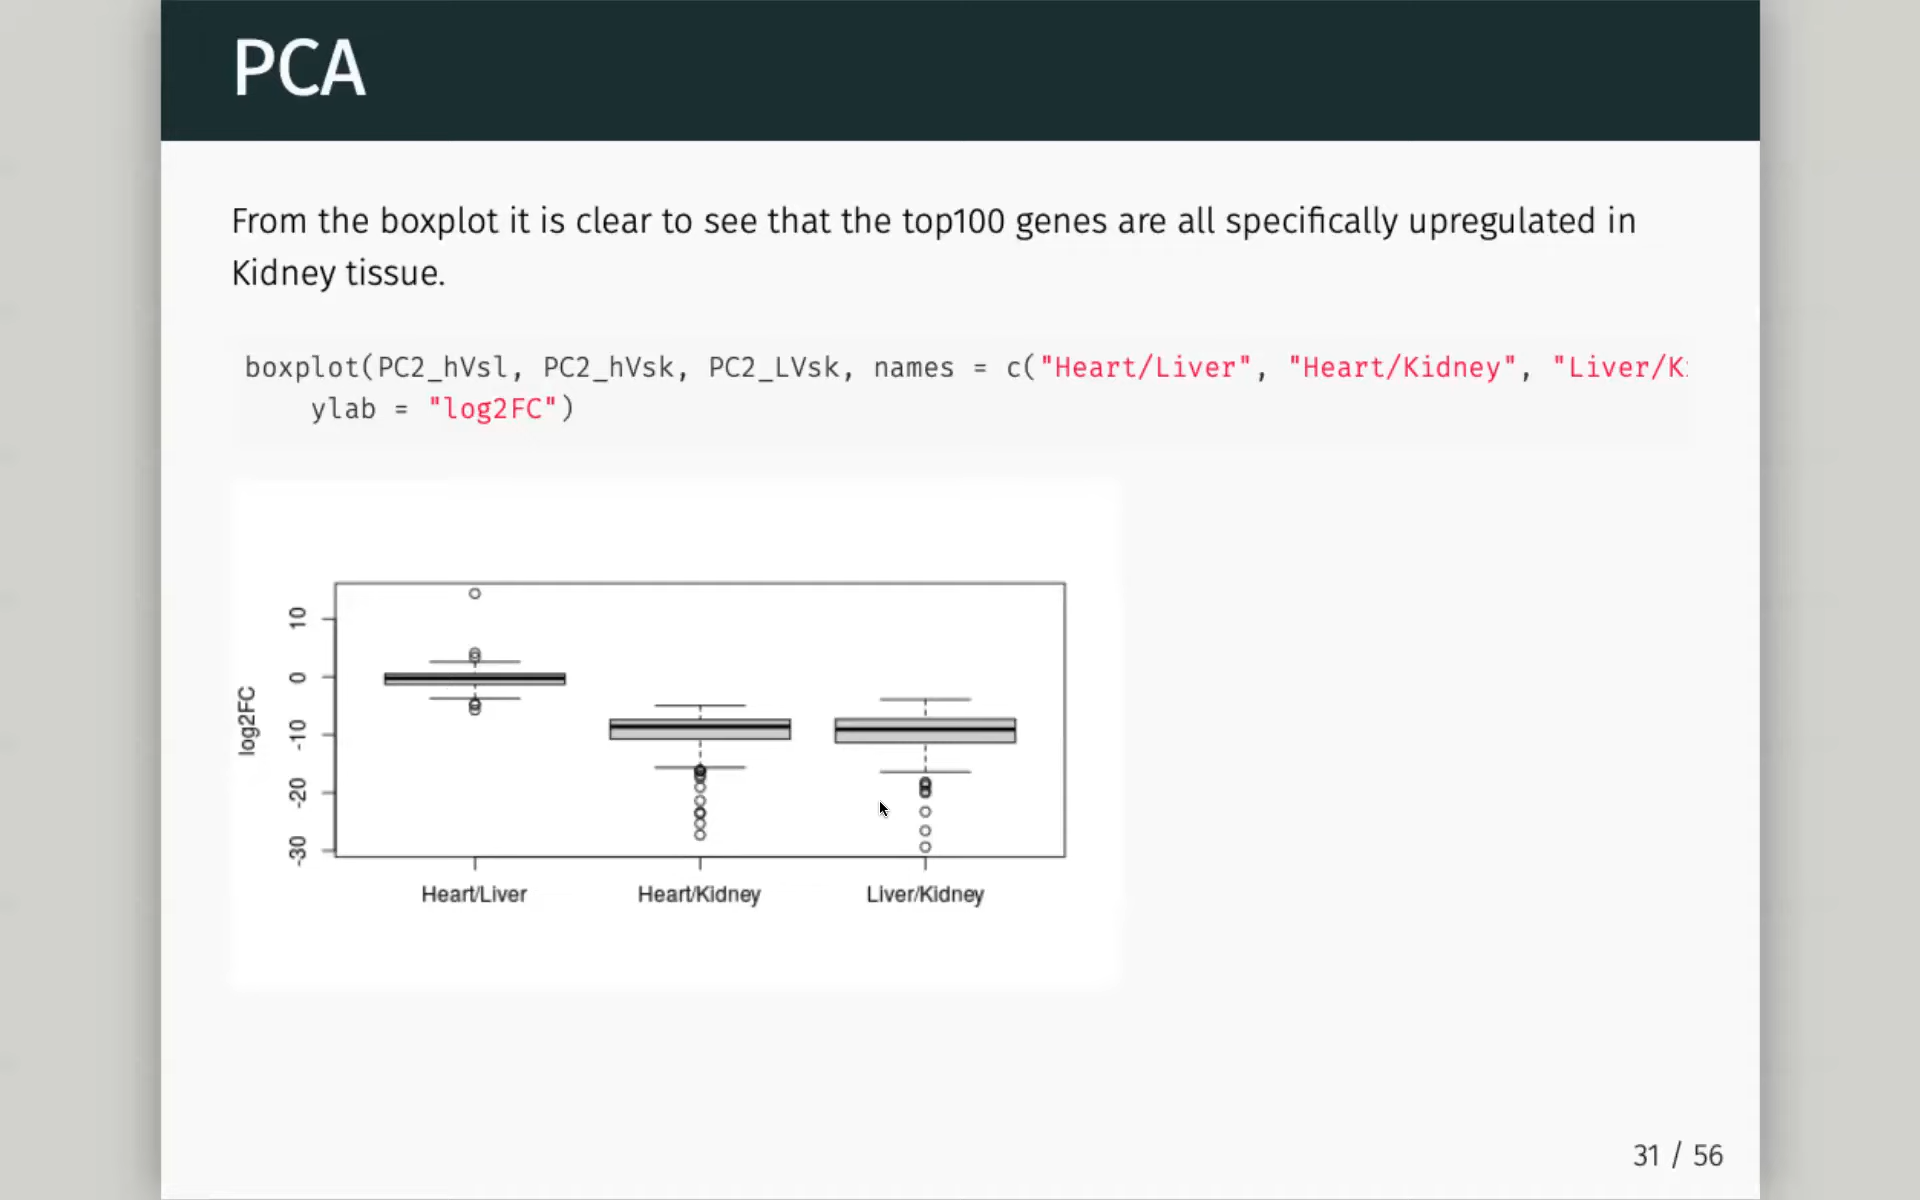 PCA
From the boxplot it is clear to see that the top100 genes are all specifically upregulated in
Kidney tissue.
boxplot(PC2_hVsl, PC2_hVsk, PC2_LVsk, names = c("Heart/Liver", "Heart/Kidney", "Liver/K
ylab = "log2FC")
log2FC
10
0
-10
-20
-30
Heart/Liver
Heart/Kidney
Liver/Kidney
31 / 56